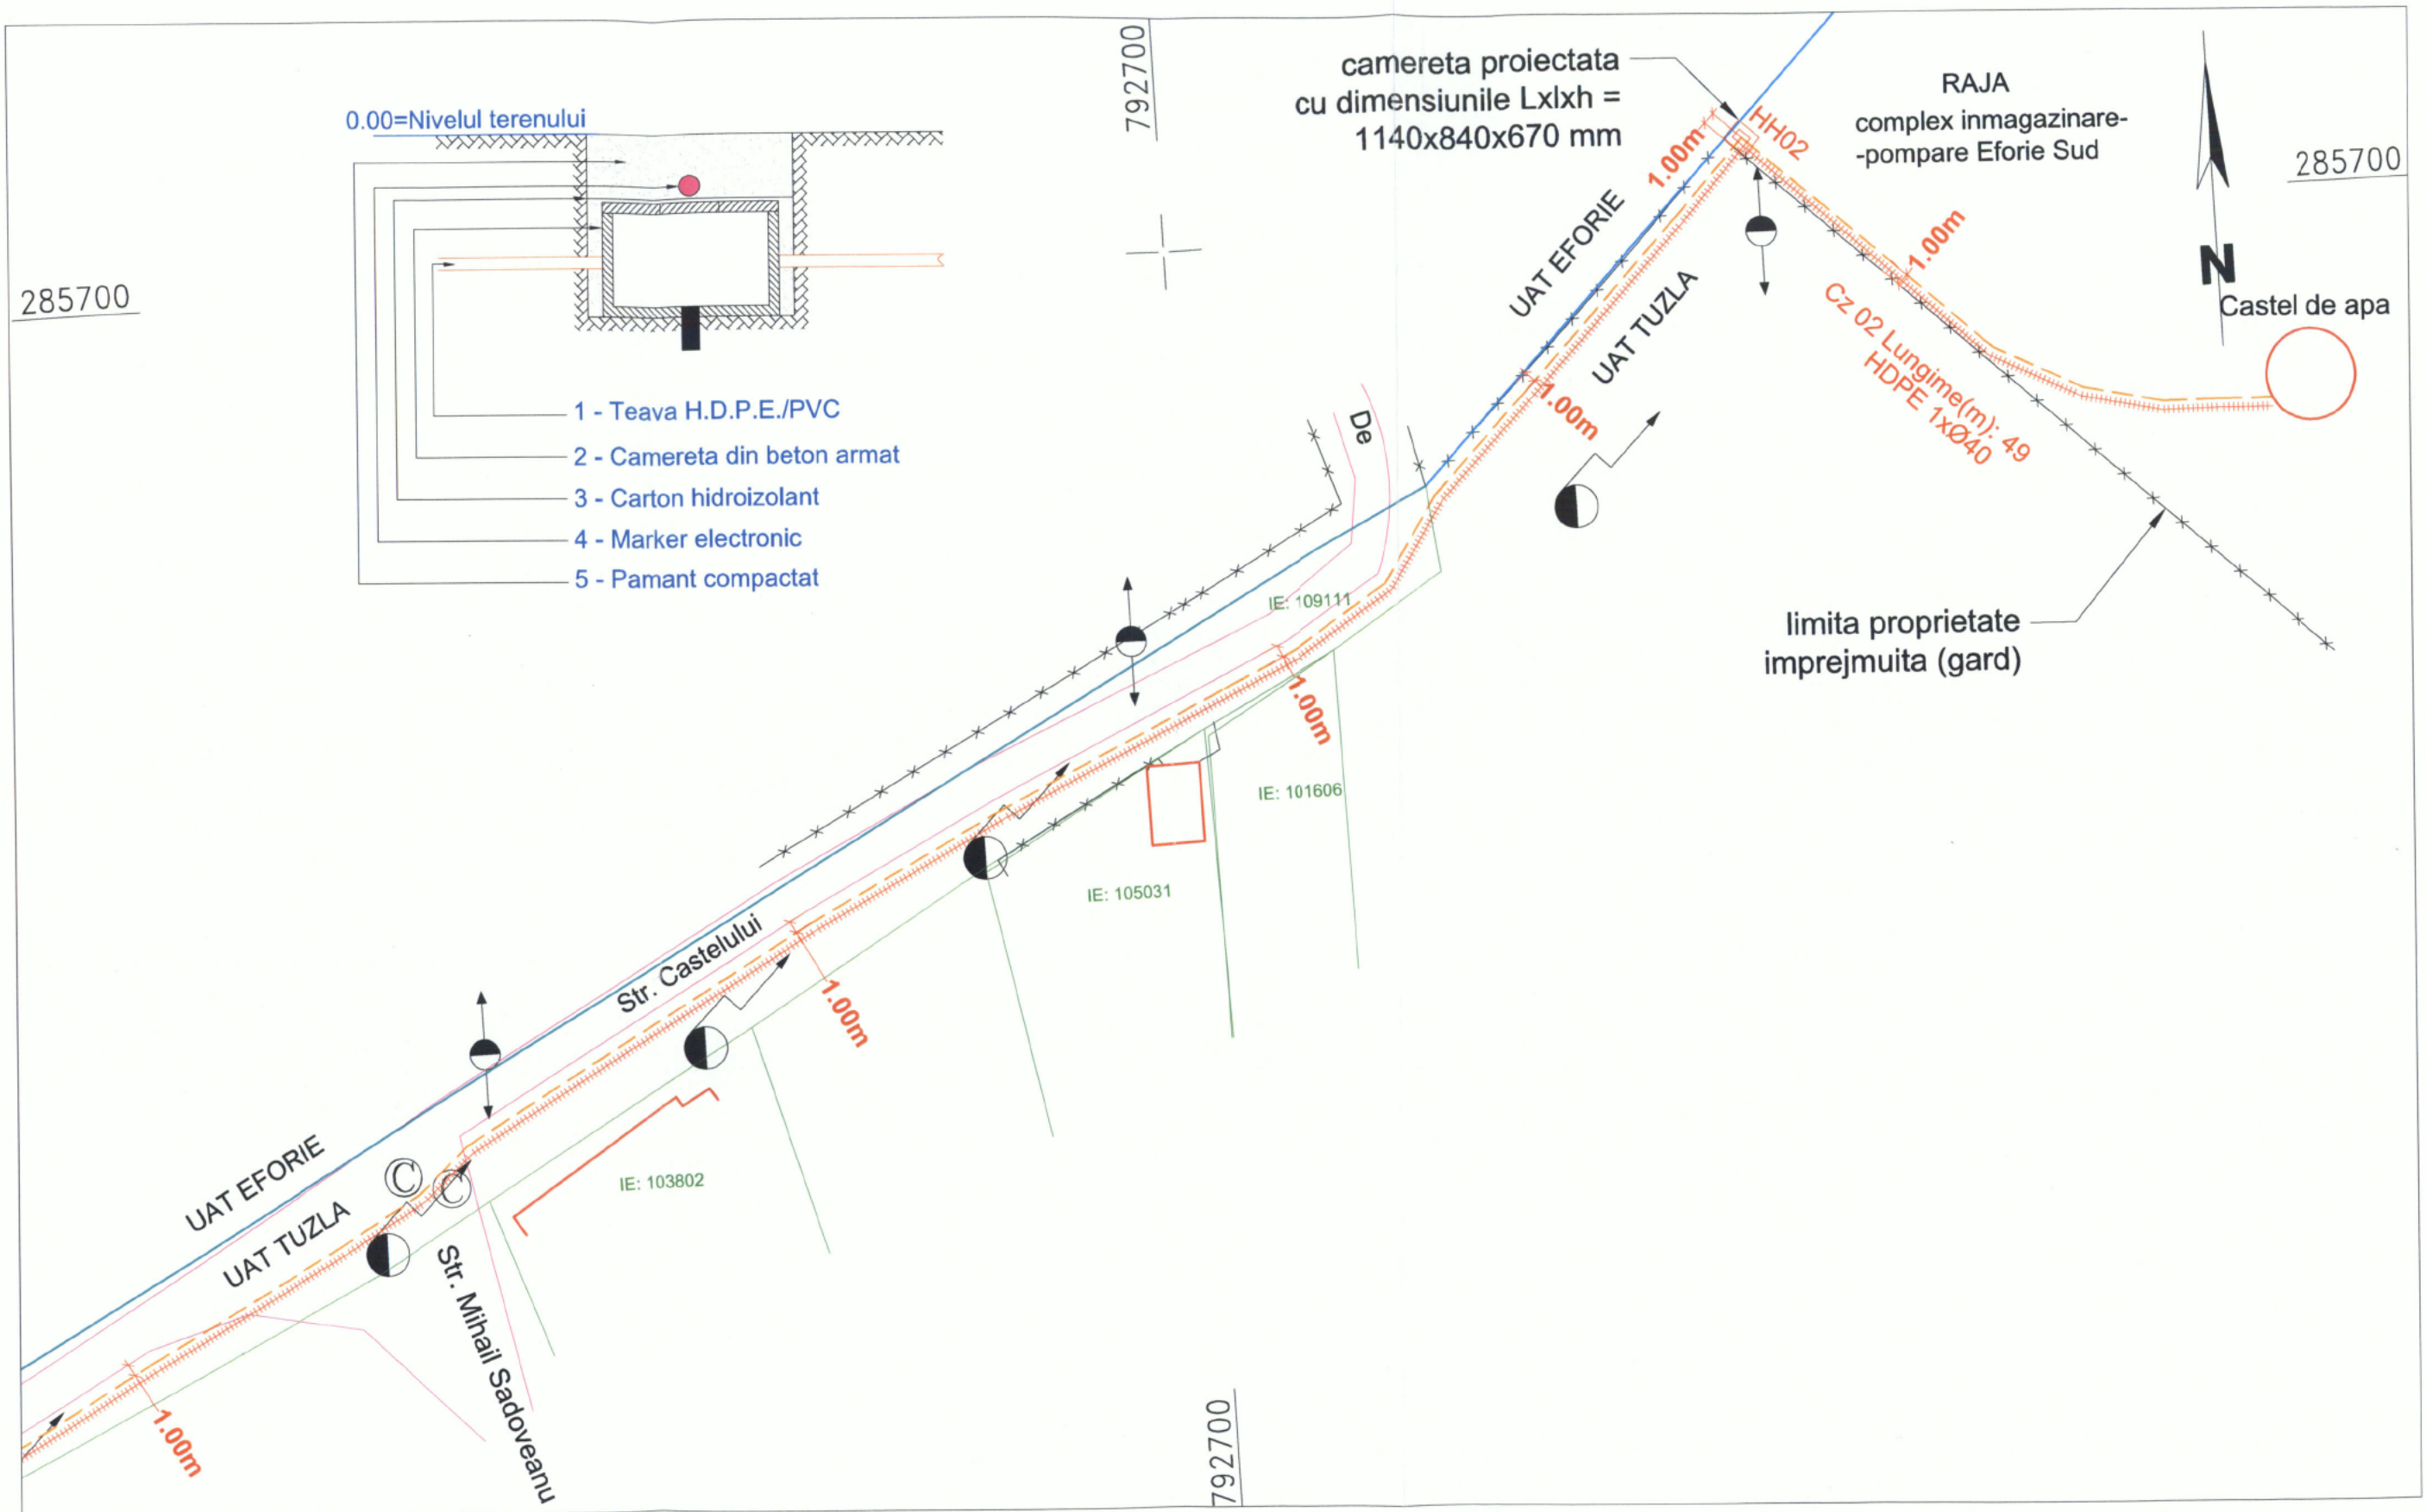 792700
camereta proiectata
cu dimensiunile Lxlxh =
1140x840x670 mm
RAJA
complex inmagazinare-
-pompare Eforie Sud
285700
0.00=Nivelul terenului
285700
1 - Teava H.D.P.E./PVC
2 - Camereta din beton armat
3 - Carton hidroizolant
4 - Marker electronic
5 - Pamant compactat
HH02
1.00m
UAT EFORIE
UAT TUZLA
1.00m
N
Castel de apa
Cz 02 Lungime(m): 49
HDPE 1xØ40
1.00m
De
limita proprietate
imprejmuita (gard)
IE: 109111
1.00m
IE: 101606
IE: 105031
Str. Castelului
1.00m
IE: 103802
UAT EFORIE
UAT TUZLA
C
C
Str. Mihail Sadoveanu
1.00m
792700